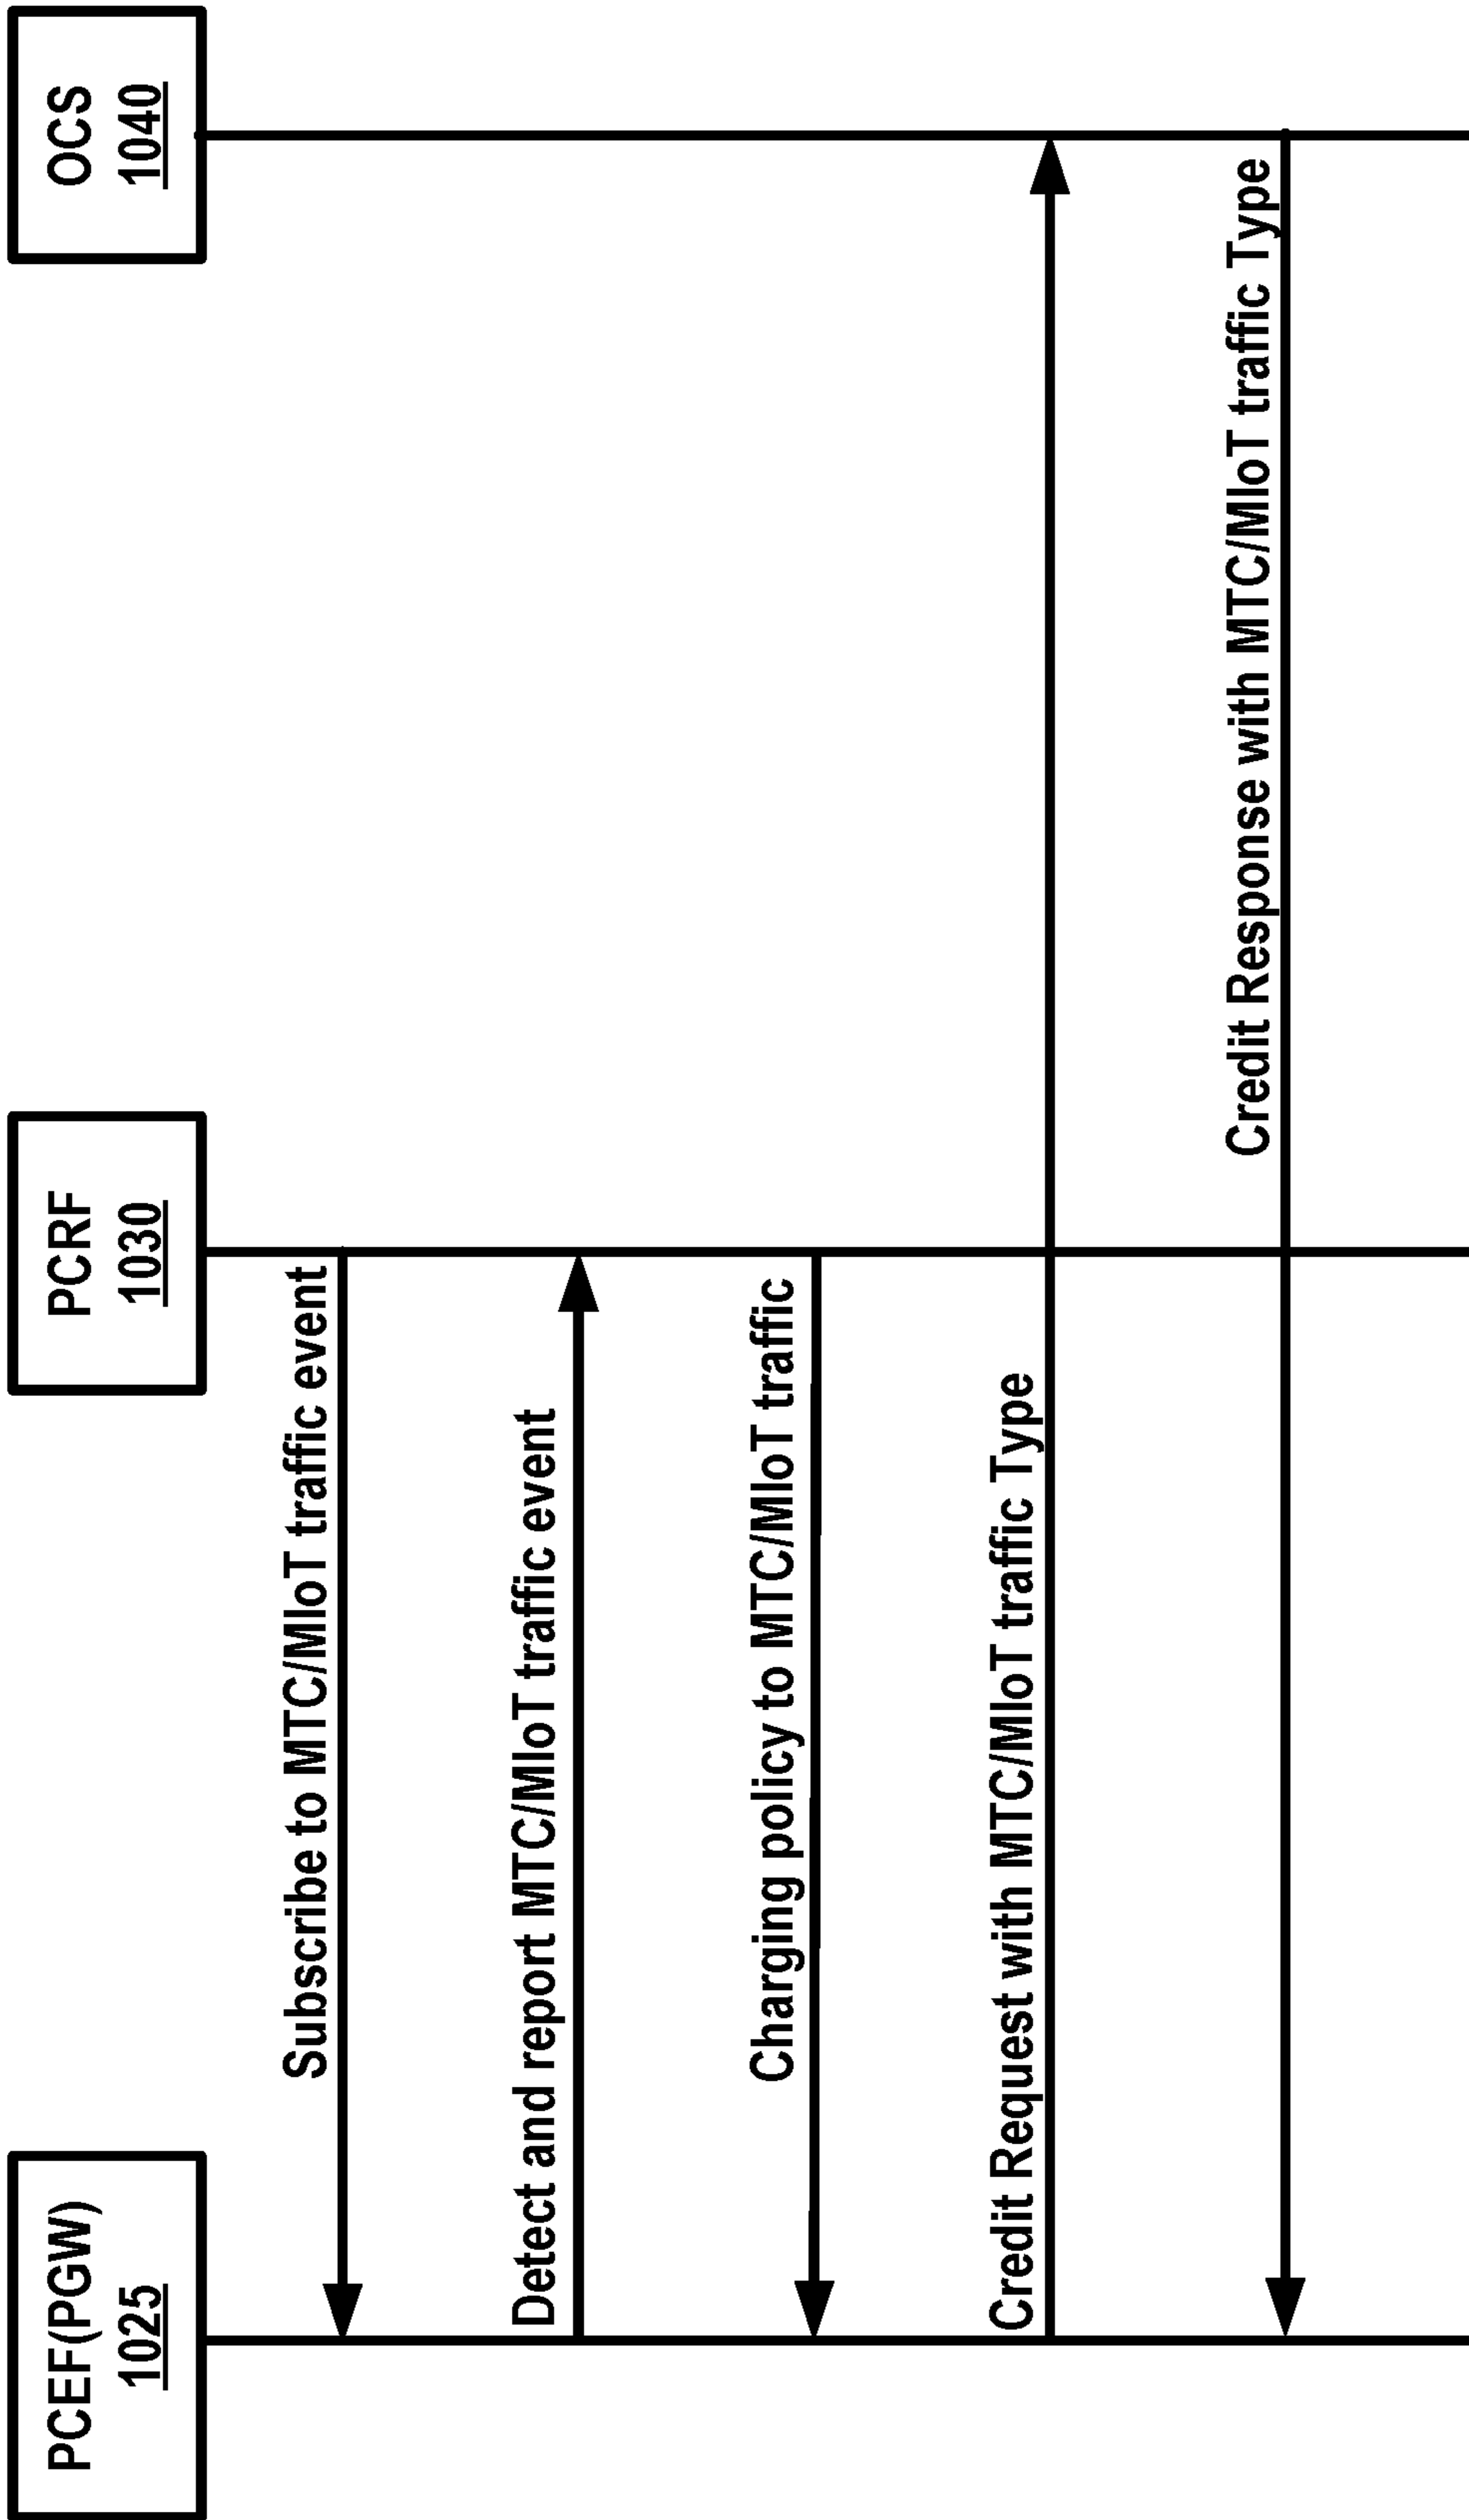 PCEF(PGW)
1025
PCRF
1030
OCS
1040
Subscribe to MTC/MIoT traffic event
Detect and report MTC/MIoT traffic event
Charging policy to MTC/MIoT traffic
Credit Request with MTC/MIoT traffic Type
Credit Response with MTC/MIoT traffic Type